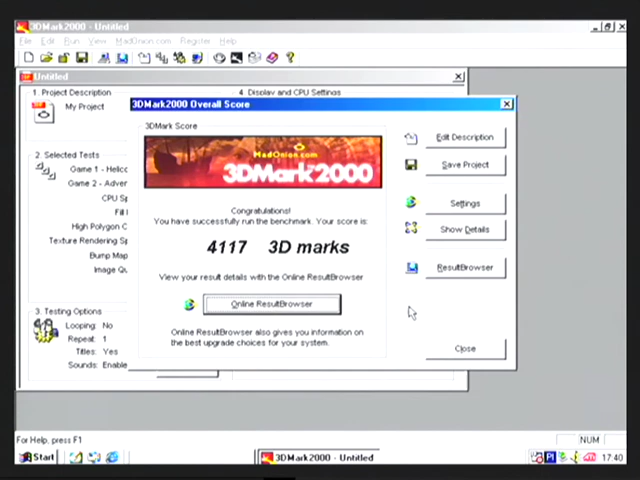 3DMark2000 - Untitled
File Edit Run View MadOnion.com Register Help
Untitled
1. Project Description
4. Display and CPU Settings
My Project
3DMark2000 Overall Score
3DMark Score
MadOnion.com
3DMark2000
Edit Description
Save Project
2. Selected Tests
Game 1 - Helico
Game 2 - Adver
CPU Sp
Fill
High Polygon C
Texture Rendering Sp
Bump Map
Image Qu
Congratulations!
You have successfully run the benchmark. Your score is:
4117 3D marks
Settings
Show Details
View your result details with the Online ResultBrowser
ResultBrowser
Online ResultBrowser
3. Testing Options
Looping: No
Repeat: 1
Titles: Yes
Sounds: Enable
Online ResultBrowser also gives you information on
the best upgrade choices for your system.
Close
For Help, press F1
NUM
Start
3DMark2000 - Untitled
PI
17:40